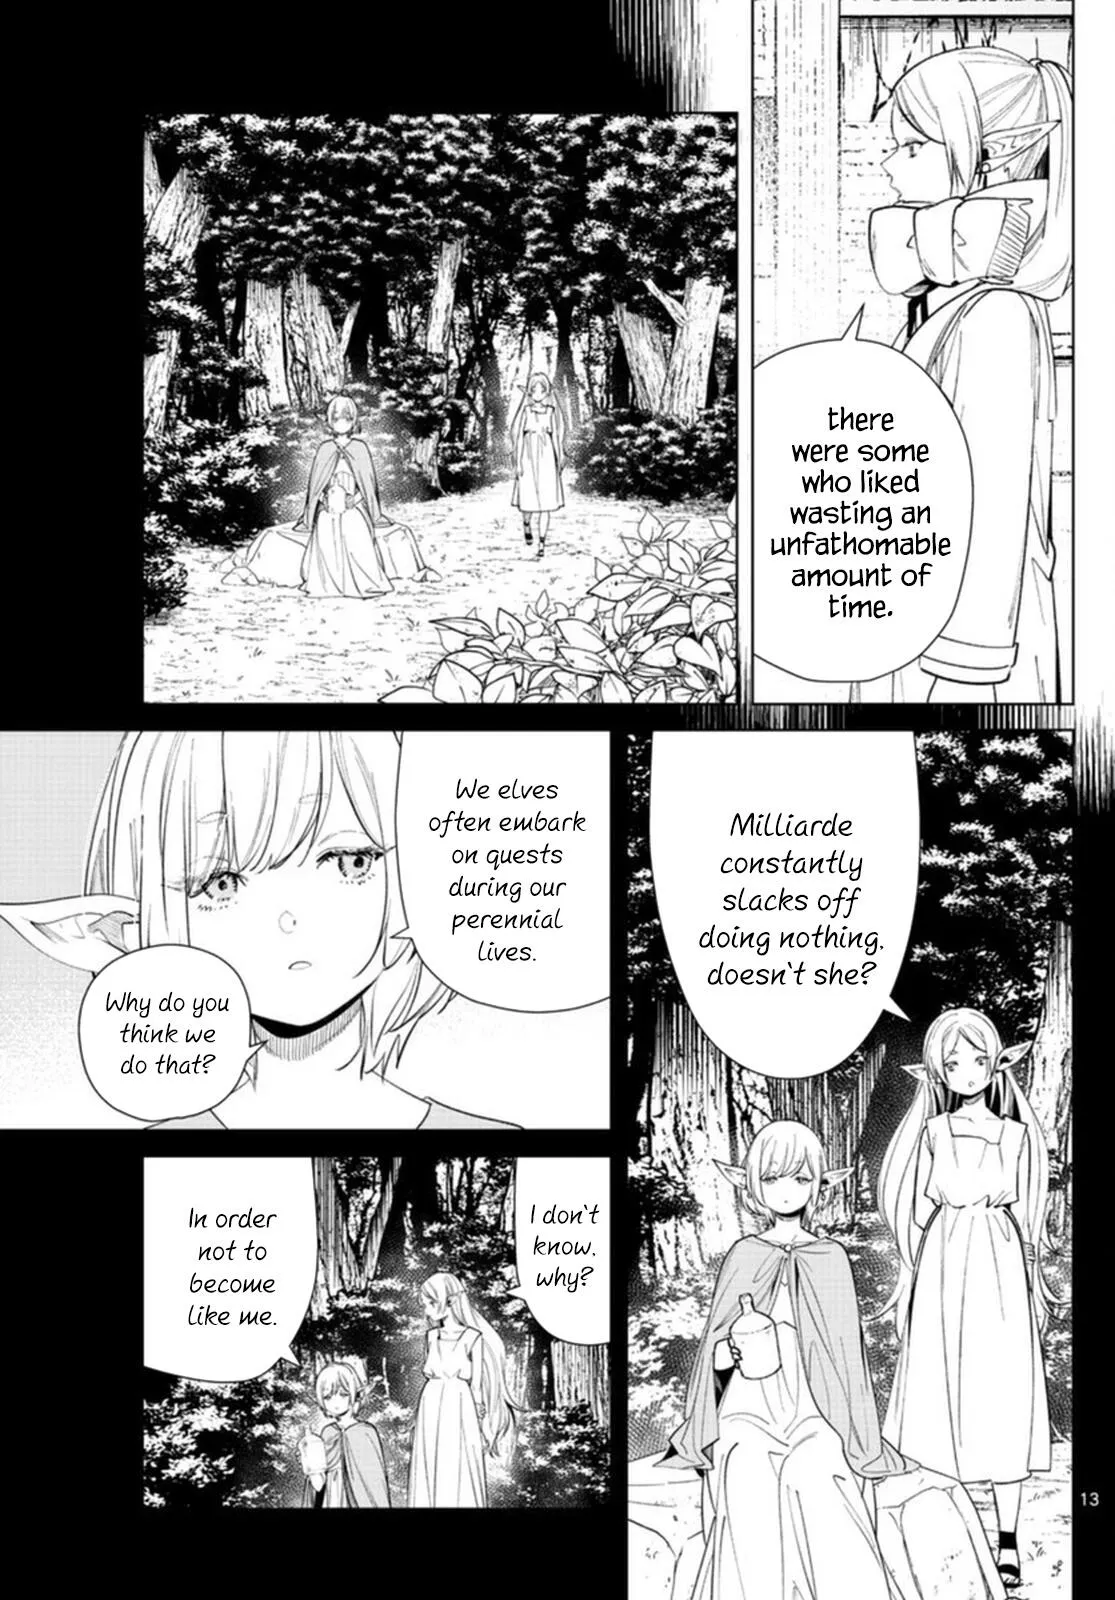 there
were some
who liked
wasting an
unfathomable
amount of
time.
Milliarde
constantly
slacks off
doing nothing,
doesn't she?
We elves
often embark
on quests
during our
perennial
lives.
Why do you
think we
do that?
I don't
know,
why?
In order
not to
become
like me.
13